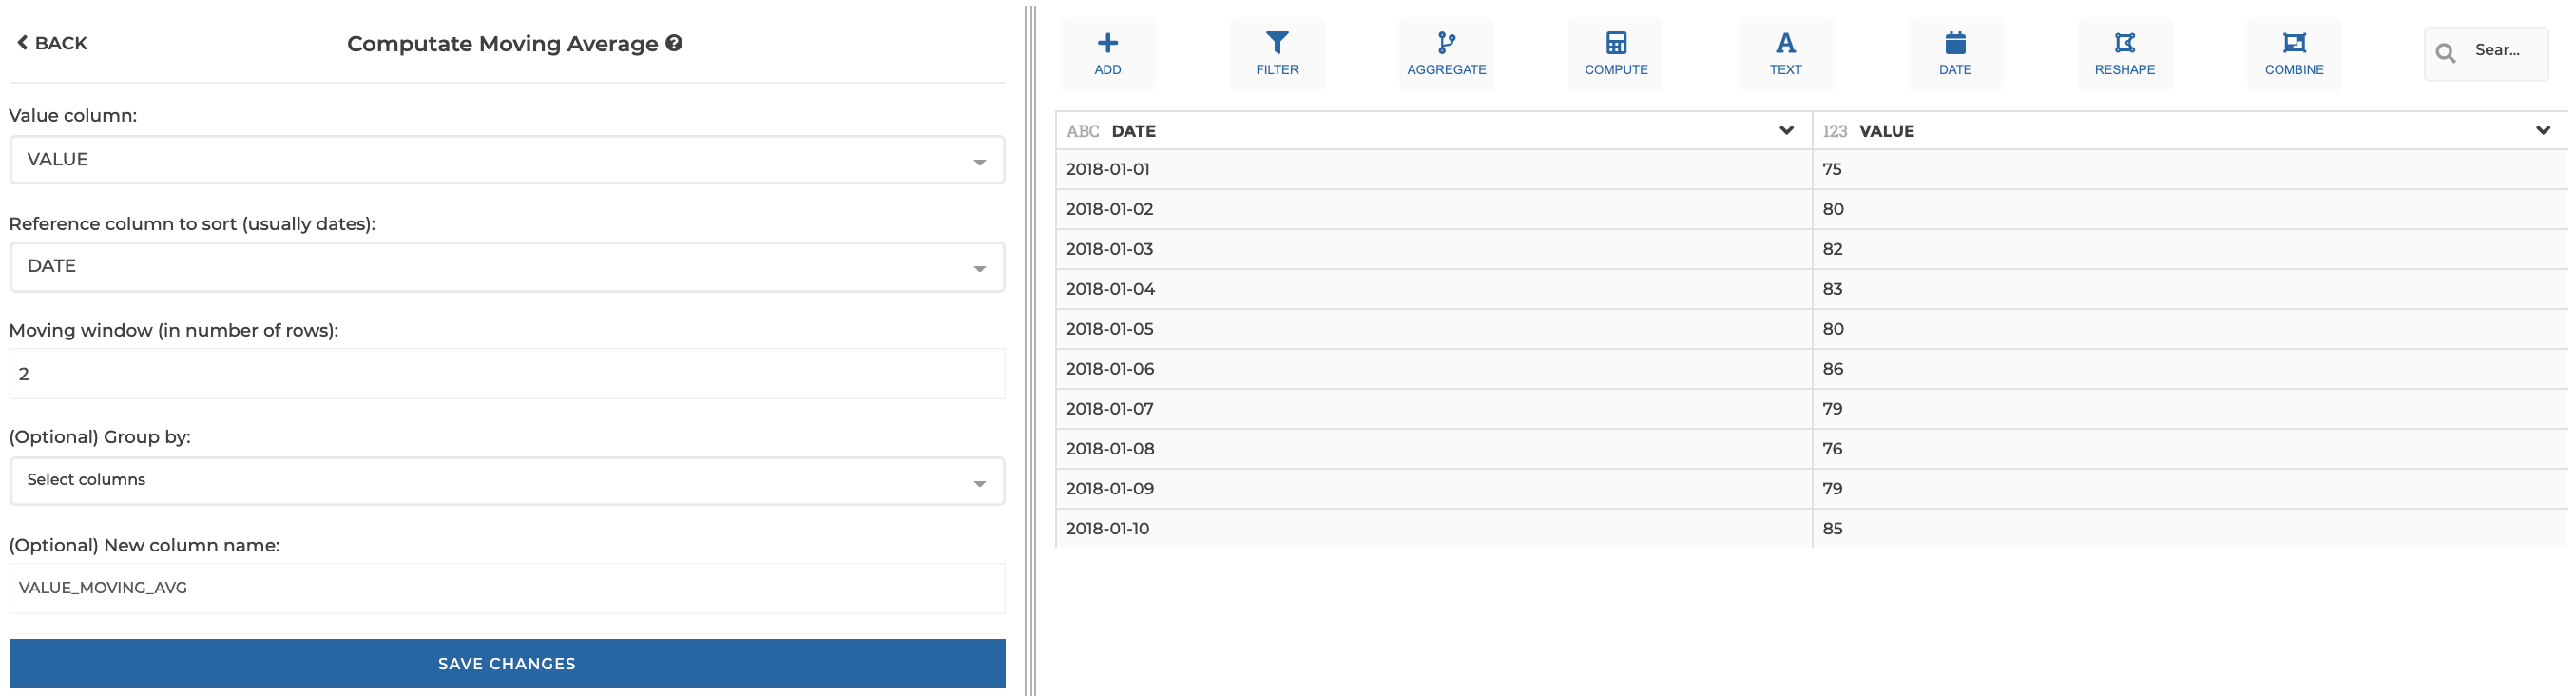 BACK
Computate Moving Average
Value column:
VALUE
Reference column to sort (usually dates):
DATE
Moving window (in number of rows):
2
(Optional) Group by:
Select columns
(Optional) New column name:
VALUE_MOVING_AVG
SAVE CHANGES
ADD FILTER AGGREGATE COMPUTE TEXT DATE RESHAPE COMBINE Sear...
ABC DATE 123 VALUE
2018-01-01 75
2018-01-02 80
2018-01-03 82
2018-01-04 83
2018-01-05 80
2018-01-06 86
2018-01-07 79
2018-01-08 76
2018-01-09 79
2018-01-10 85